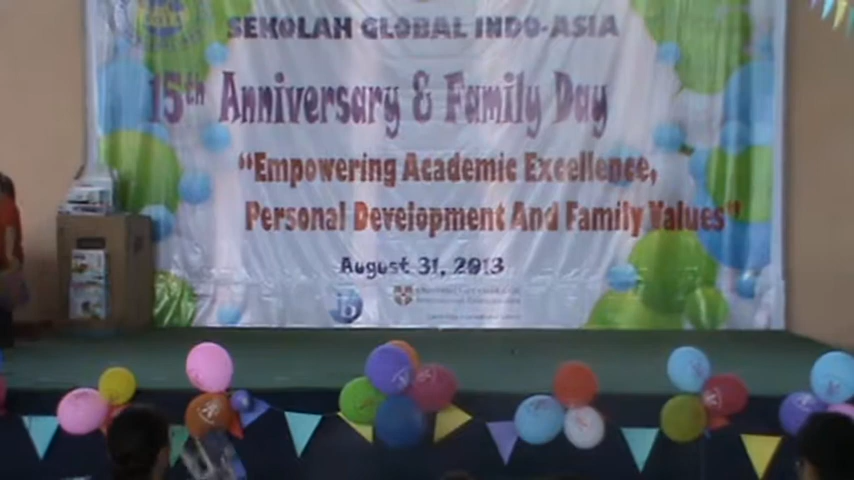 SEKOLAH GLOBAL INDO-ASIA
15th Anniversary & Family Day
"Empowering Academic Excellence,
Personal Development And Family Values"
August 31, 2013